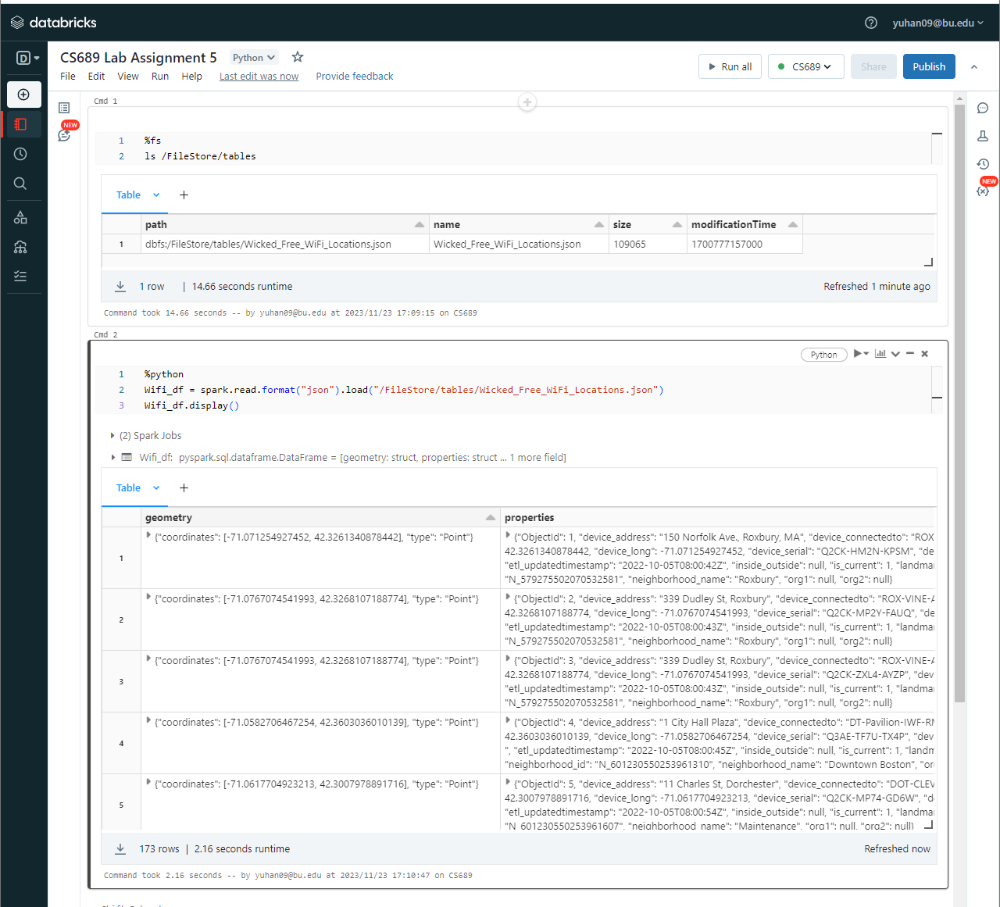 databricks
yuhan09@bu.edu
D
CS689 Lab Assignment 5 Python
File Edit View Run Help Last edit was now Provide feedback
Run all CS689 Share Publish
NEW
NEW
Cmd 1
1 %fs
2 ls /FileStore/tables
Table +
path name size modificationTime
1 dbfs:/FileStore/tables/Wicked_Free_WiFi_Locations.json Wicked_Free_WiFi_Locations.json 109065 1700777157000
1 row | 14.66 seconds runtime Refreshed 1 minute ago
Command took 14.66 seconds -- by yuhan09@bu.edu at 2023/11/23 17:09:15 on CS689
Cmd 2
Python
1 %python
2 Wifi_df = spark.read.format("json").load("/FileStore/tables/Wicked_Free_WiFi_Locations.json")
3 Wifi_df.display()
(2) Spark Jobs
Wifi_df: pyspark.sql.dataframe.DataFrame = [geometry: struct, properties: struct ... 1 more field]
Table +
geometry properties
1 {"coordinates": [-71.071254927452, 42.3261340878442], "type": "Point"} {"ObjectId": 1, "device_address": "150 Norfolk Ave., Roxbury, MA", "device_connectedto": "ROX
42.3261340878442, "device_long": -71.071254927452, "device_serial": "Q2CK-HM2N-KPSM", "de
"etl_updatedtimestamp": "2022-10-05T08:00:42Z", "inside_outside": null, "is_current": 1, "landmar
"N_579275502070532581", "neighborhood_name": "Roxbury", "org1": null, "org2": null}
2 {"coordinates": [-71.0767074541993, 42.3268107188774], "type": "Point"} {"ObjectId": 2, "device_address": "339 Dudley St, Roxbury", "device_connectedto": "ROX-VINE-A
42.3268107188774, "device_long": -71.0767074541993, "device_serial": "Q2CK-MP2Y-FAUQ", "de
"etl_updatedtimestamp": "2022-10-05T08:00:43Z", "inside_outside": null, "is_current": 1, "landmar
"N_579275502070532581", "neighborhood_name": "Roxbury", "org1": null, "org2": null}
3 {"coordinates": [-71.0767074541993, 42.3268107188774], "type": "Point"} {"ObjectId": 3, "device_address": "339 Dudley St, Roxbury", "device_connectedto": "ROX-VINE-A
42.3268107188774, "device_long": -71.0767074541993, "device_serial": "Q2CK-ZXL4-AYZP", "dev
"etl_updatedtimestamp": "2022-10-05T08:00:43Z", "inside_outside": null, "is_current": 1, "landmar
"N_579275502070532581", "neighborhood_name": "Roxbury", "org1": null, "org2": null}
4 {"coordinates": [-71.0582706467254, 42.3603036010139], "type": "Point"} {"ObjectId": 4, "device_address": "1 City Hall Plaza", "device_connectedto": "DT-Pavilion-IWF-RM
42.3603036010139, "device_long": -71.0582706467254, "device_serial": "Q3AE-TF7U-TX4P", "devi
", "etl_updatedtimestamp": "2022-10-05T08:00:45Z", "inside_outside": null, "is_current": 1, "landm
"neighborhood_id": "N_601230550253961310", "neighborhood_name": "Downtown Boston", "or
5 {"coordinates": [-71.0617704923213, 42.3007978891716], "type": "Point"} {"ObjectId": 5, "device_address": "11 Charles St, Dorchester", "device_connectedto": "DOT-CLEV
42.3007978891716, "device_long": -71.0617704923213, "device_serial": "Q2CK-MP74-GD6W", "de
"etl_updatedtimestamp": "2022-10-05T08:00:54Z", "inside_outside": null, "is_current": 1, "landmar
"N_601230550253961607", "neighborhood_name": "Maintenance", "org1": null, "org2": null}
173 rows | 2.16 seconds runtime Refreshed now
Command took 2.16 seconds -- by yuhan09@bu.edu at 2023/11/23 17:10:47 on CS689